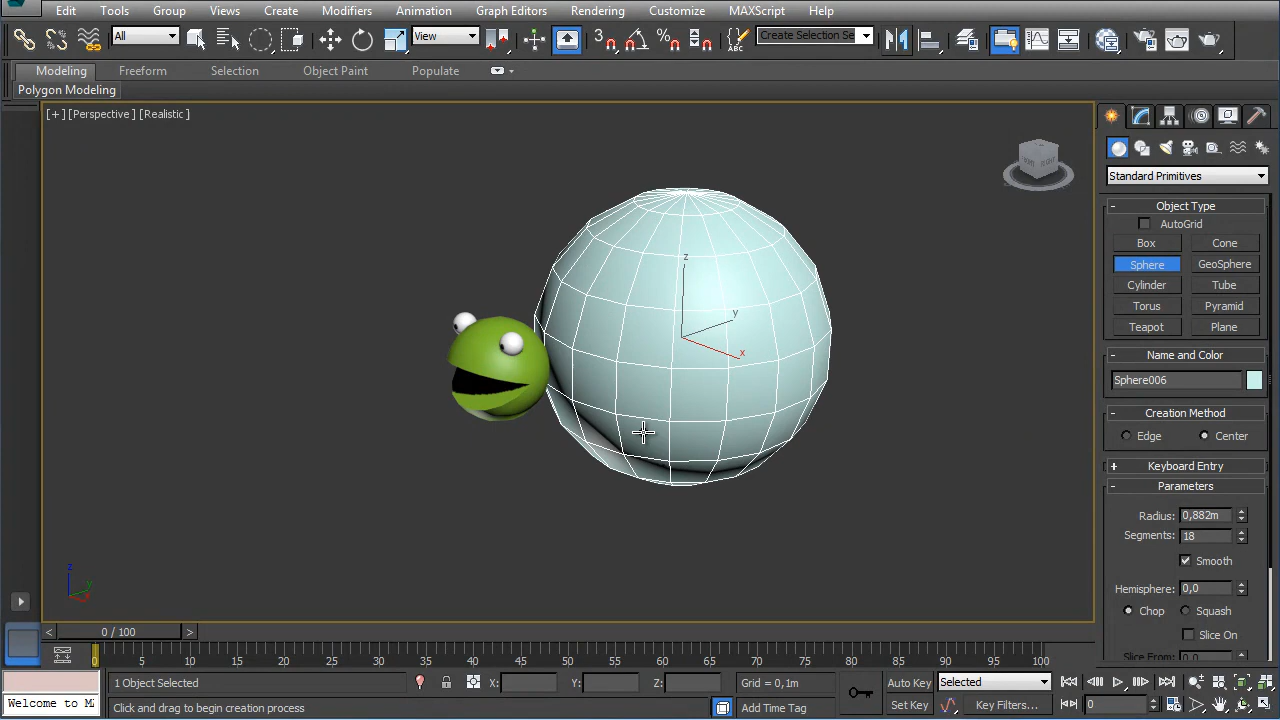 Edit Tools Group Views Create Modifiers Animation Graph Editors Rendering Customize MAXScript Help
All View Create Selection Se
Modeling Freeform Selection Object Paint Populate
Polygon Modeling
[+] [Perspective] [Realistic]
Standard Primitives
- Object Type
AutoGrid
Box Cone
Sphere GeoSphere
Cylinder Tube
Torus Pyramid
Teapot Plane
- Name and Color
Sphere006
- Creation Method
Edge Center
+ Keyboard Entry
- Parameters
Radius: 0,882m
Segments: 18
Smooth
Hemisphere: 0,0
Chop Squash
Slice On
Slice From: 0,0
z
y
x
z
y
x
< 0 / 100 >
0 5 10 15 20 25 30 35 40 45 50 55 60 65 70 75 80 85 90 95 100
1 Object Selected X: Y: Z: Grid = 0,1m Auto Key Selected
Welcome to M Click and drag to begin creation process Add Time Tag Set Key Key Filters... 0